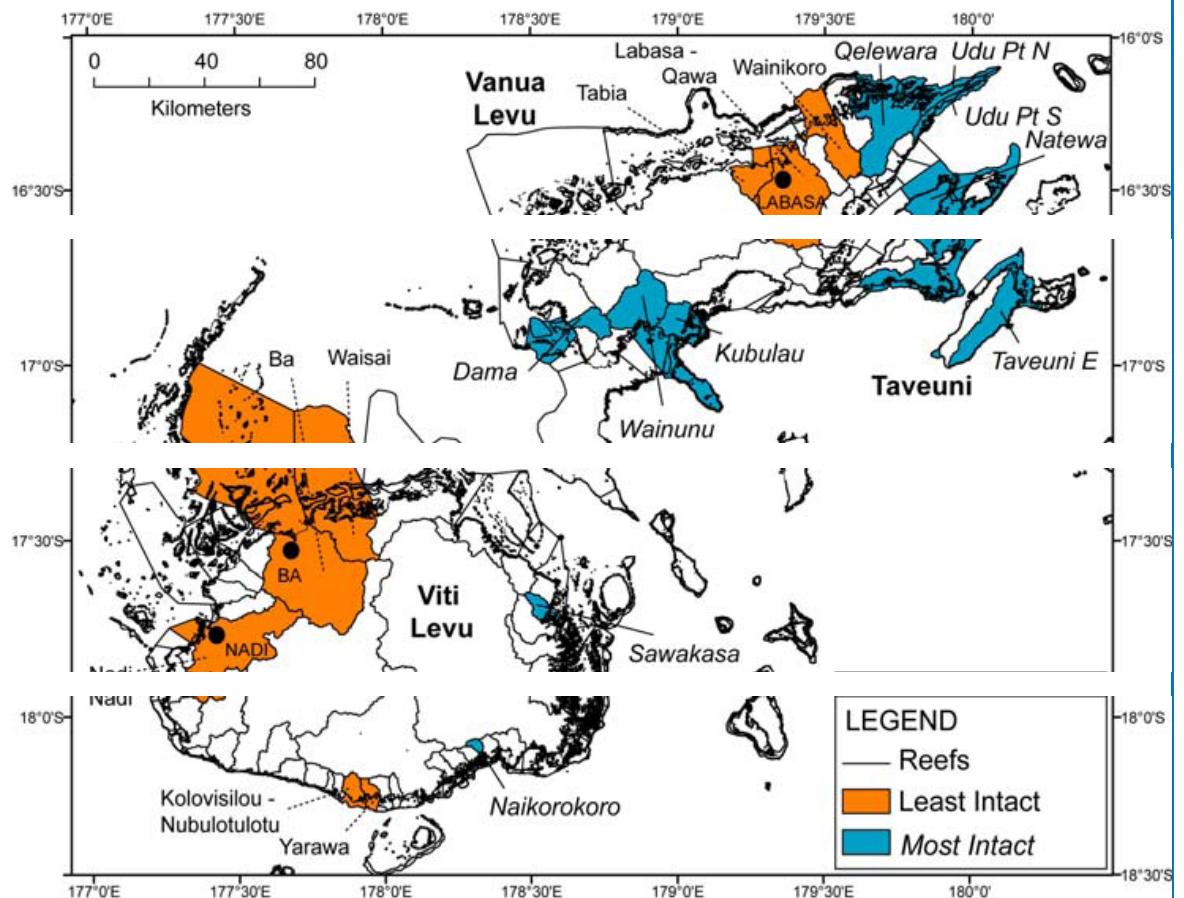 177°0'E 177°30'E 178°0'E 178°30'E 179°0'E 179°30'E 180°0'
16°0'S
0 40 80
Kilometers
Vanua
Levu
Labasa -
Qawa
Tabia
Wainikoro
Qelewara
Udu Pt N
Udu Pt S
Natewa
16°30'S 16°30'S
LABASA
Ba
Waisai
Dama
Kubulau
Wainunu
Taveuni
Taveuni E
17°0'S 17°0'S
17°30'S 17°30'S
BA
Viti
Levu
NADI
Sawakasa
Nadi
18°0'S 18°0'S
Kolovisilou -
Nubulotulotu
Yarawa
Naikorokoro
LEGEND
Reefs
Least Intact
Most Intact
18°30'S
177°0'E 177°30'E 178°0'E 178°30'E 179°0'E 179°30'E 180°0'